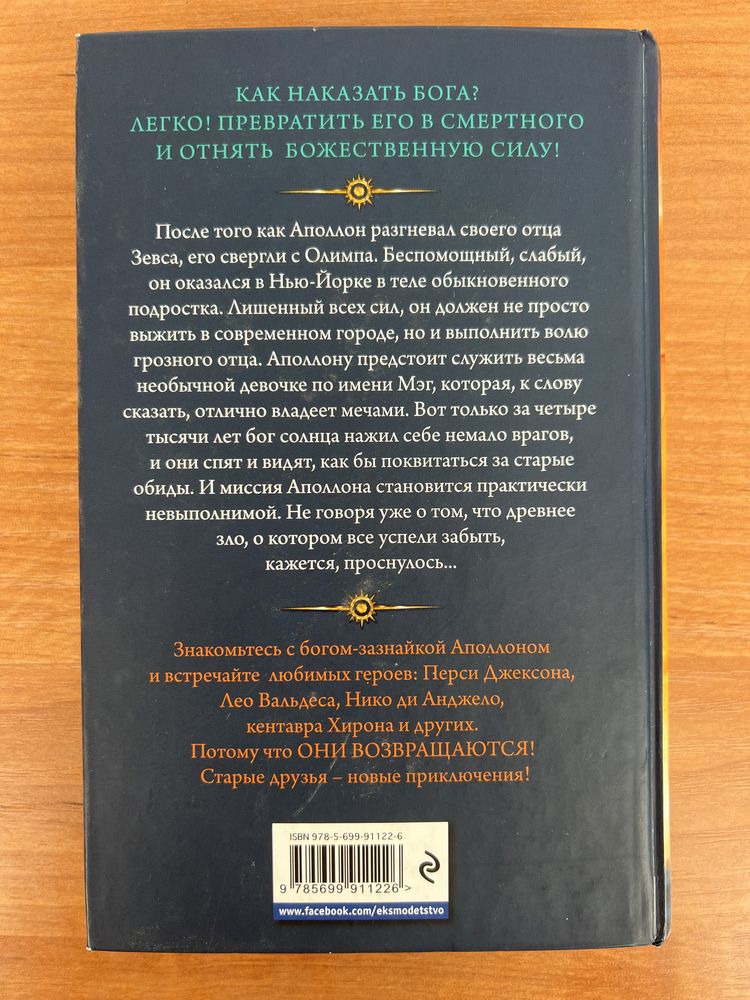 КАК НАКАЗАТЬ БОГА?
ЛЕГКО! ПРЕВРАТИТЬ ЕГО В СМЕРТНОГО
И ОТНЯТЬ БОЖЕСТВЕННУЮ СИЛУ!
После того как Аполлон разгневал своего отца
Зевса, его свергли с Олимпа. Беспомощный, слабый,
он оказался в Нью-Йорке в теле обыкновенного
подростка. Лишенный всех сил, он должен не просто
выжить в современном городе, но и выполнить волю
грозного отца. Аполлону предстоит служить весьма
необычной девочке по имени Мэг, которая, к слову
сказать, отлично владеет мечами. Вот только за четыре
тысячи лет бог солнца нажил себе немало врагов,
и они спят и видят, как бы поквитаться за старые
обиды. И миссия Аполлона становится практически
невыполнимой. Не говоря уже о том, что древнее
зло, о котором все успели забыть,
кажется, проснулось...
Знакомьтесь с богом-зазнайкой Аполлоном
и встречайте любимых героев: Перси Джексона,
Лео Вальдеса, Нико ди Анджело,
кентавра Хирона и других.
Потому что ОНИ ВОЗВРАЩАЮТСЯ!
Старые друзья – новые приключения!
ISBN 978-5-699-91122-6
9 785699 911226 >
www.facebook.com/eksmodetstvo